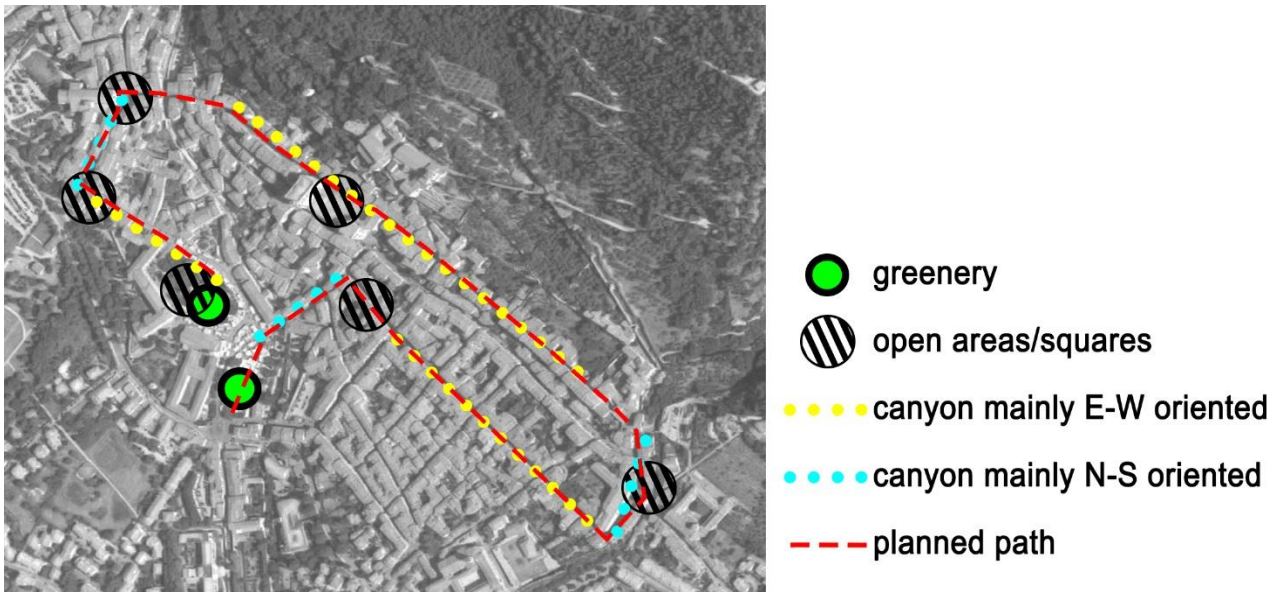 greenery
open areas/squares
canyon mainly E-W oriented
canyon mainly N-S oriented
planned path